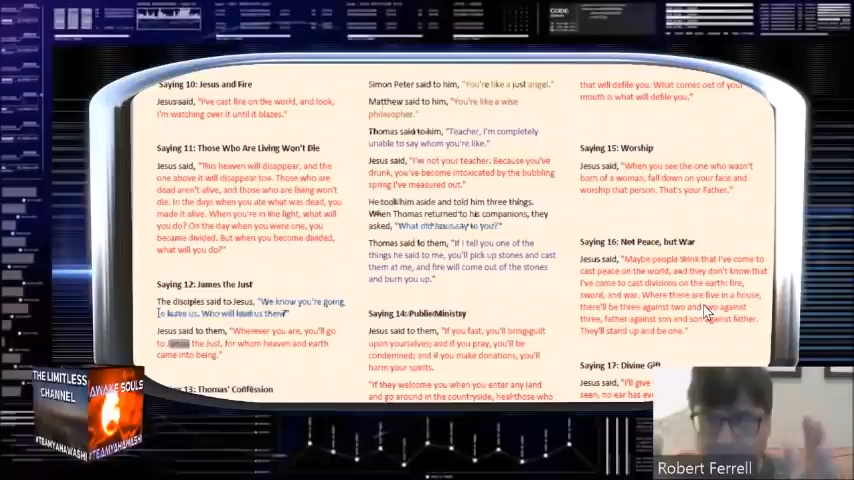 CODE
Saying 10: Jesus and Fire
Jesus said, "I've cast fire on the world, and look,
I'm watching over it until it blazes."
Saying 11: Those Who Are Living Won't Die
Jesus said, "This heaven will disappear, and the
one above it will disappear too. Those who are
dead aren't alive, and those who are living won't
die. In the days when you ate what was dead, you
made it alive. When you're in the light, what will
you do? On the day when you were one, you
became divided. But when you become divided,
what will you do?"
Saying 12: James the Just
The disciples said to Jesus, "We know you're going
to leave us. Who will lead us then?"
Jesus said to them, "Wherever you are, you'll go
to James the Just, for whom heaven and earth
came into being."
Saying 13: Thomas' Confession
Simon Peter said to him, "You're like a just angel."
Matthew said to him, "You're like a wise
philosopher."
Thomas said to him, "Teacher, I'm completely
unable to say whom you're like."
Jesus said, "I'm not your teacher. Because you've
drunk, you've become intoxicated by the bubbling
spring I've measured out."
He took him aside and told him three things.
When Thomas returned to his companions, they
asked, "What did Jesus say to you?"
Thomas said to them, "If I tell you one of the
things he said to me, you'll pick up stones and cast
them at me, and fire will come out of the stones
and burn you up."
Saying 14: Public Ministry
Jesus said to them, "If you fast, you'll bring guilt
upon yourselves; and if you pray, you'll be
condemned; and if you make donations, you'll
harm your spirits.
"If they welcome you when you enter any land
and go around in the countryside, heal those who
that will defile you. What comes out of your
mouth is what will defile you."
Saying 15: Worship
Jesus said, "When you see the one who wasn't
born of a woman, fall down on your face and
worship that person. That's your Father."
Saying 16: Not Peace, but War
Jesus said, "Maybe people think that I've come to
cast peace on the world, and they don't know that
I've come to cast divisions on the earth: fire,
sword, and war. Where there are five in a house,
there'll be three against two and two against
three, father against son and son against father.
They'll stand up and be one."
Saying 17: Divine Gift
Jesus said, "I'll give
seen, no ear has
THE LIMITLESS
CHANNEL
#TEAMYAHAWASHI
AWAKE SOULS
#TEAMYAHAWASHI
Robert Ferrell